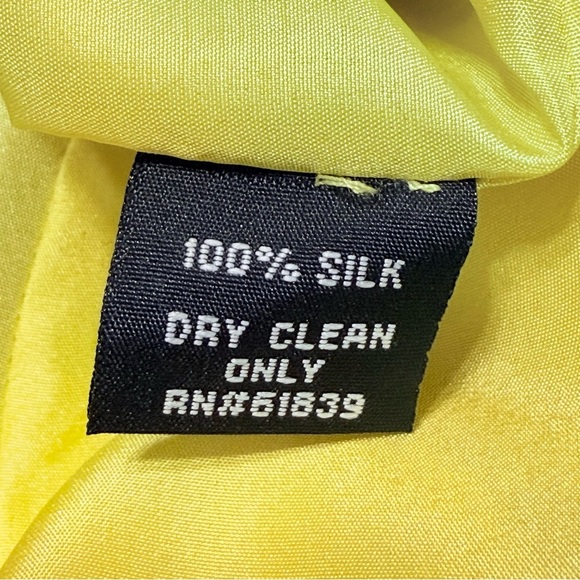 100% SILK
DRY CLEAN
ONLY
RN#61839